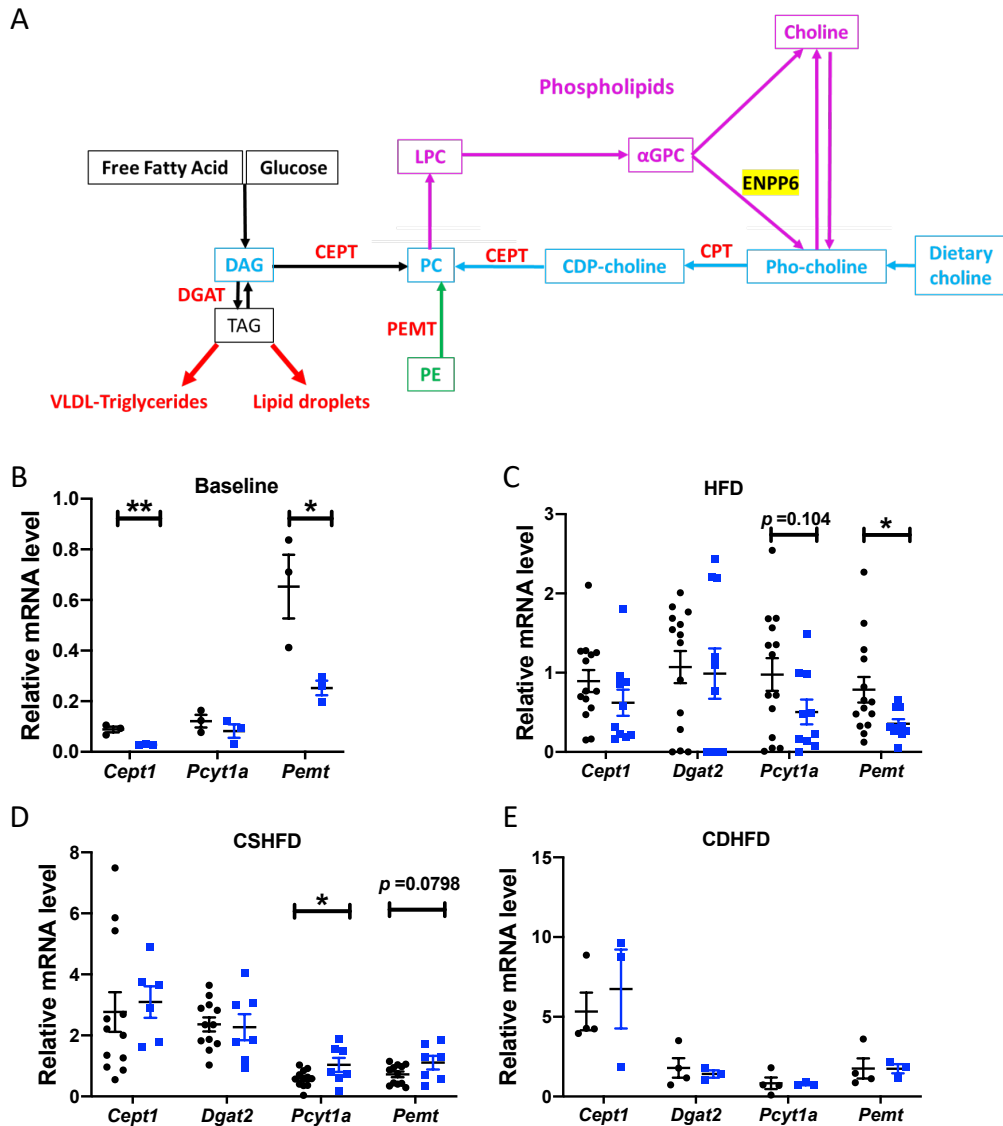 A
Choline
Phospholipids
LPC
αGPC
Free Fatty Acid
Glucose
ENPP6
DAG
CEPT
PC
CEPT
CDP-choline
CPT
Pho-choline
Dietary
choline
DGAT
TAG
PEMT
PE
VLDL-Triglycerides
Lipid droplets
B
Baseline
Relative mRNA level
1.0
0.8
0.6
0.4
0.2
0.0
**
*
Cept1
Pcyt1a
Pemt
C
HFD
Relative mRNA level
3
2
1
0
p =0.104
*
Cept1
Dgat2
Pcyt1a
Pemt
D
CSHFD
Relative mRNA level
8
6
4
2
0
*
p =0.0798
Cept1
Dgat2
Pcyt1a
Pemt
E
CDHFD
Relative mRNA level
15
10
5
0
Cept1
Dgat2
Pcyt1a
Pemt